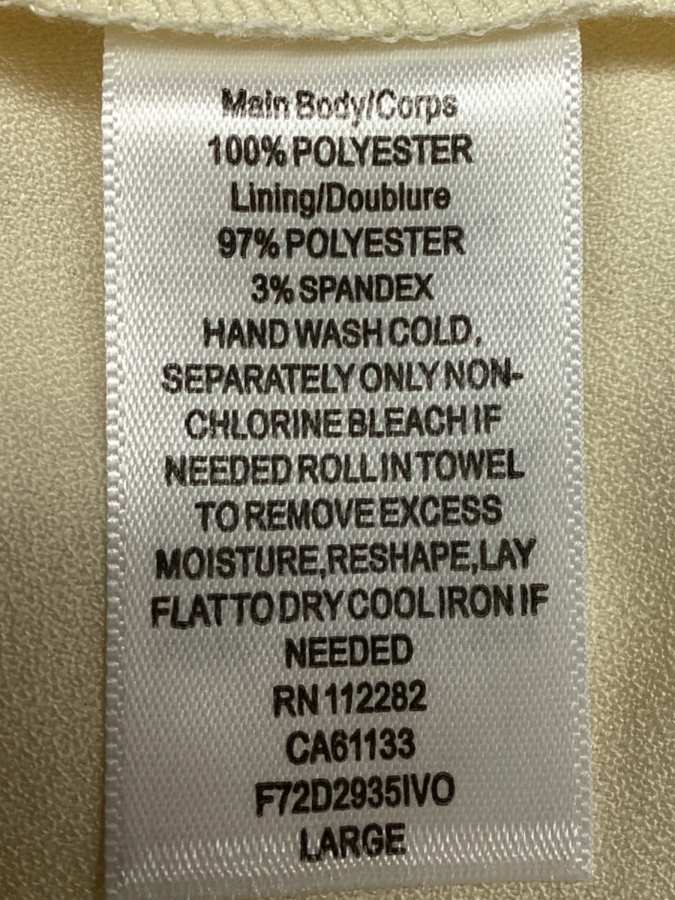 Main Body/Corps
100% POLYESTER
Lining/Doublure
97% POLYESTER
3% SPANDEX
HAND WASH COLD,
SEPARATELY ONLY NON-
CHLORINE BLEACH IF
NEEDED ROLL IN TOWEL
TO REMOVE EXCESS
MOISTURE,RESHAPE,LAY
FLAT TO DRY COOL IRON IF
NEEDED
RN 112282
CA61133
F72D2935IVO
LARGE